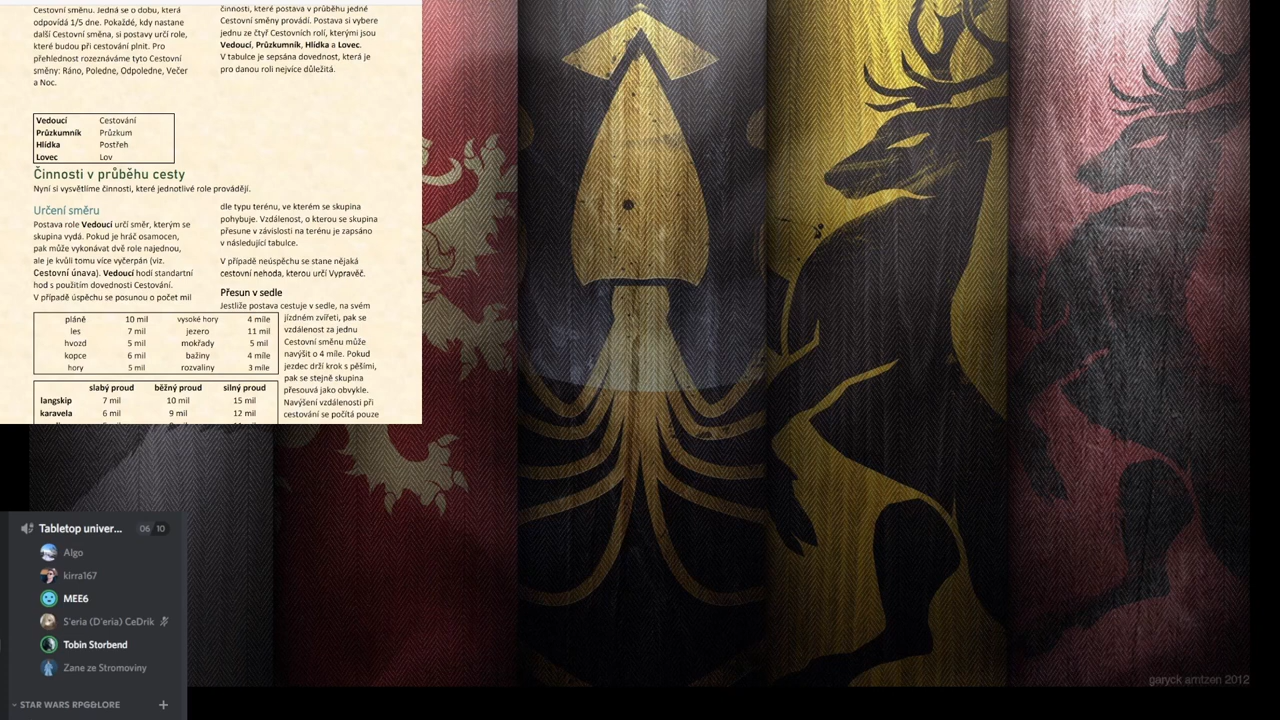 Cestovní směnu. Jedná se o dobu, která
odpovídá 1/5 dne. Pokaždé, kdy nastane
další Cestovní směna, si postavy určí role,
které budou při cestování plnit. Pro
přehlednost rozeznáváme tyto Cestovní
směny: Ráno, Poledne, Odpoledne, Večer
a Noc.
činnosti, které postava v průběhu jedné
Cestovní směny provádí. Postava si vybere
jednu ze čtyř Cestovních rolí, kterými jsou
Vedoucí, Průzkumník, Hlídka a Lovec.
V tabulce je sepsána dovednost, která je
pro danou roli nejvíce důležitá.
Vedoucí Cestování
Průzkumník Průzkum
Hlídka Postřeh
Lovec Lov
Činnosti v průběhu cesty
Nyní si vysvětlíme činnosti, které jednotlivé role provádějí.
Určení směru
Postava role Vedoucí určí směr, kterým se
skupina vydá. Pokud je hráč osamocen,
pak může vykonávat dvě role najednou,
ale je kvůli tomu více vyčerpán (viz.
Cestovní únava). Vedoucí hodí standartní
hod s použitím dovednosti Cestování.
V případě úspěchu se posunou o počet mil
dle typu terénu, ve kterém se skupina
pohybuje. Vzdálenost, o kterou se skupina
přesune v závislosti na terénu je zapsáno
v následující tabulce.
V případě neúspěchu se stane nějaká
cestovní nehoda, kterou určí Vypravěč.
Přesun v sedle
Jestliže postava cestuje v sedle, na svém
jízdném zvířeti, pak se
vzdálenost za jednu
Cestovní směnu může
navýšit o 4 míle. Pokud
jezdec drží krok s pěšími,
pak se stejně skupina
přesouvá jako obvykle.
Navýšení vzdálenosti při
cestování se počítá pouze
pláně 10 mil vysoké hory 4 míle
les 7 mil jezero 11 mil
hvozd 5 mil mokřady 5 mil
kopce 6 mil bažiny 4 míle
hory 5 mil rozvaliny 3 míle
slabý proud běžný proud silný proud
langskip 7 mil 10 mil 15 mil
karavela 6 mil 9 mil 12 mil
Tabletop univer... 06 10
Algo
kirra167
MEE6
S'eria (D'eria) CeDrik
Tobin Storbend
Zane ze Stromoviny
STAR WARS RPG&LORE +
garyck arntzen 2012